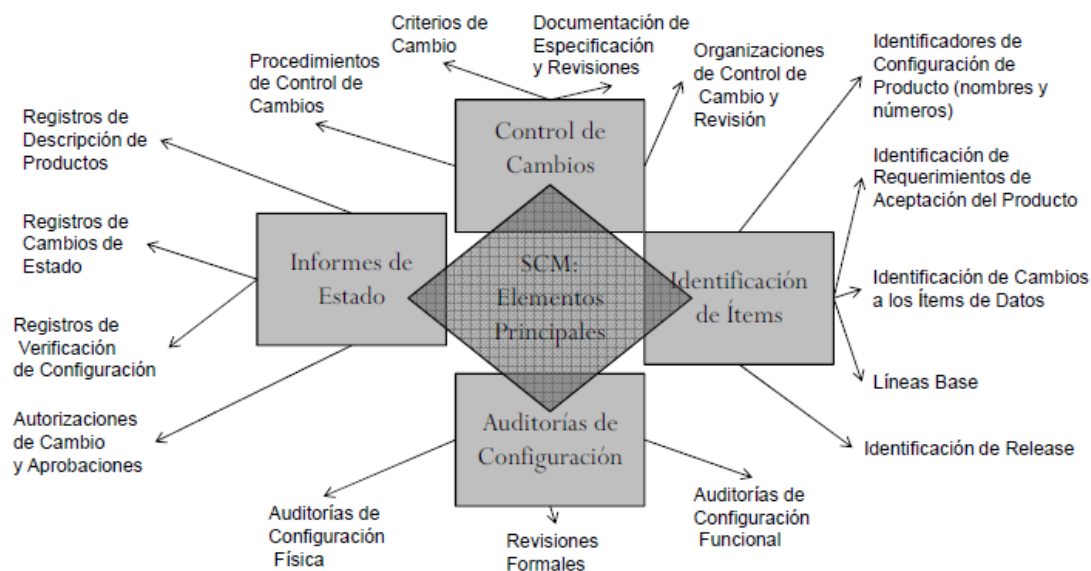 Criterios de
Cambio
Documentación de
Especificación
y Revisiones
Organizaciones
de Control de
Cambio y
Revisión
Identificadores de
Configuración de
Producto (nombres y
números)
Procedimientos
de Control de
Cambios
Control de
Cambios
Registros de
Descripción de
Productos
Identificación de
Requerimientos de
Aceptación del Producto
Registros de
Cambios de
Estado
Informes de
Estado
SCM:
Elementos
Principales
Identificación
de Ítems
Identificación de Cambios
a los Ítems de Datos
Registros de
Verificación
de Configuración
Líneas Base
Autorizaciones
de Cambio
y Aprobaciones
Auditorías de
Configuración
Identificación de Release
Auditorías de
Configuración
Física
Revisiones
Formales
Auditorías de
Configuración
Funcional